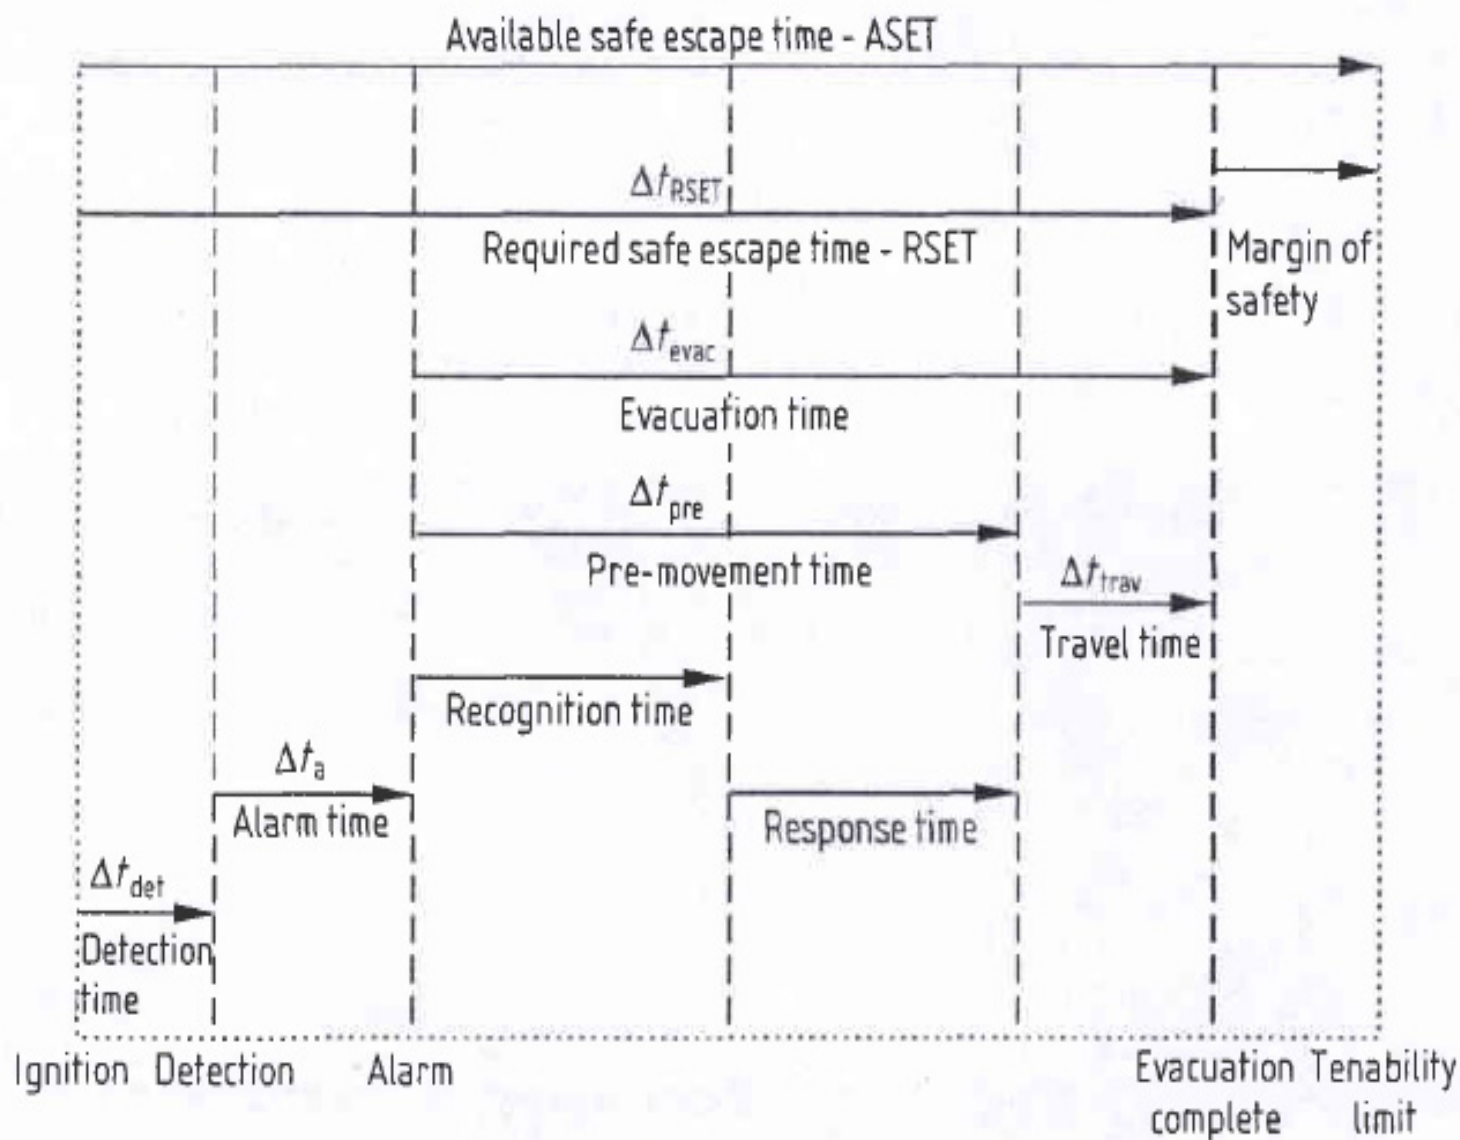 Available safe escape time - ASET
Δt_RSET
Required safe escape time - RSET
Margin of
safety
Δt_evac
Evacuation time
Δt_pre
Pre-movement time
Δt_trav
Travel time
Recognition time
Δt_a
Alarm time
Response time
Δt_det
Detection
time
Ignition Detection Alarm Evacuation Tenability
complete limit